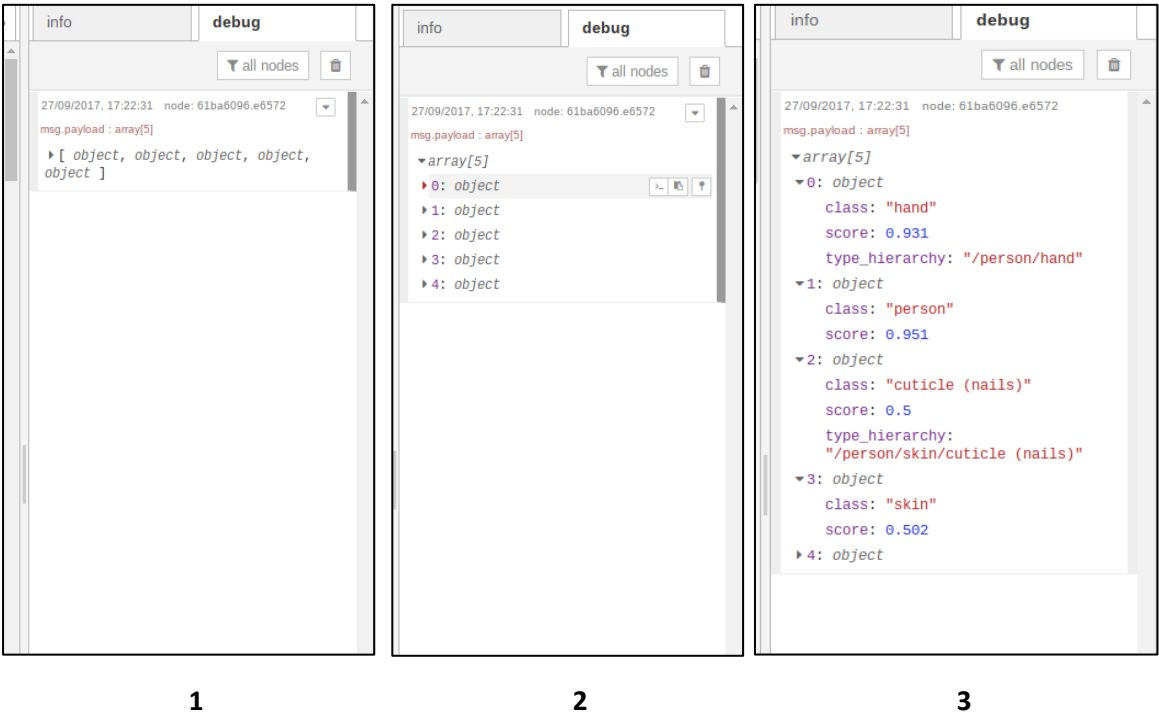 info debug
all nodes
27/09/2017, 17:22:31 node: 61ba6096.e6572
msg.payload : array[5]
[ object, object, object, object,
object ]
1
info debug
all nodes
27/09/2017, 17:22:31 node: 61ba6096.e6572
msg.payload : array[5]
array[5]
0: object
1: object
2: object
3: object
4: object
2
info debug
all nodes
27/09/2017, 17:22:31 node: 61ba6096.e6572
msg.payload : array[5]
array[5]
0: object
class: "hand"
score: 0.931
type_hierarchy: "/person/hand"
1: object
class: "person"
score: 0.951
2: object
class: "cuticle (nails)"
score: 0.5
type_hierarchy:
"/person/skin/cuticle (nails)"
3: object
class: "skin"
score: 0.502
4: object
3